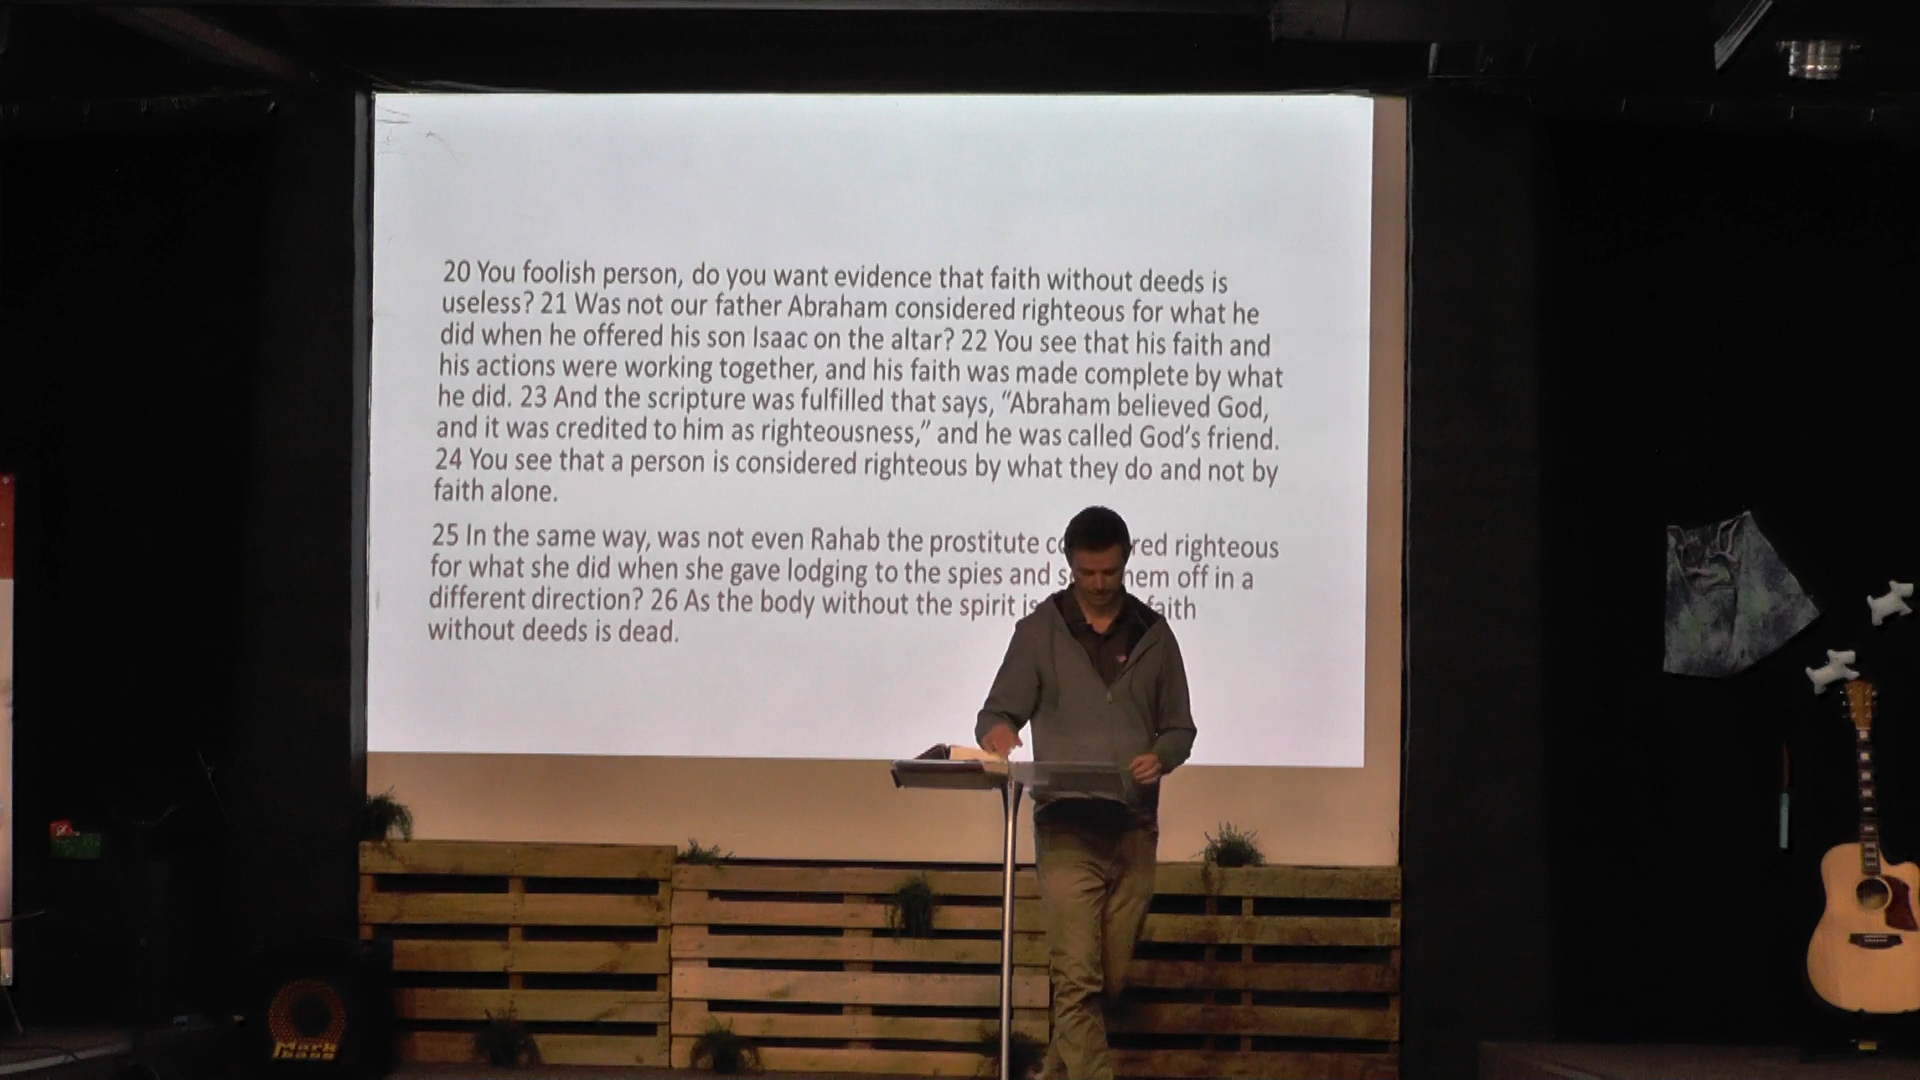 20 You foolish person, do you want evidence that faith without deeds is
useless? 21 Was not our father Abraham considered righteous for what he
did when he offered his son Isaac on the altar? 22 You see that his faith and
his actions were working together, and his faith was made complete by what
he did. 23 And the scripture was fulfilled that says, “Abraham believed God,
and it was credited to him as righteousness,” and he was called God’s friend.
24 You see that a person is considered righteous by what they do and not by
faith alone.
25 In the same way, was not even Rahab the prostitute righteous
for what she did when she gave lodging to the spies and off in a
different direction? 26 As the body without the spirit faith
without deeds is dead.
Mark
bass